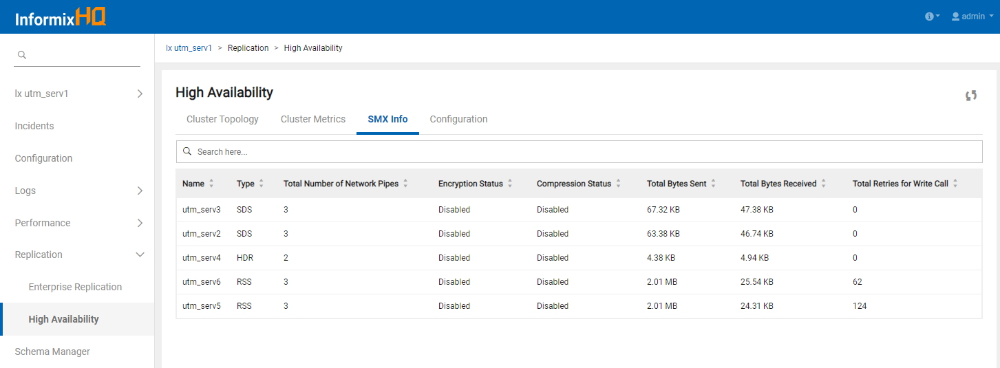 InformixHQ
admin
lx utm_serv1 > Replication > High Availability
lx utm_serv1
Incidents
Configuration
Logs
Performance
Replication
Enterprise Replication
High Availability
Schema Manager
High Availability
Cluster Topology Cluster Metrics SMX Info Configuration
Search here...
Name Type Total Number of Network Pipes Encryption Status Compression Status Total Bytes Sent Total Bytes Received Total Retries for Write Call
utm_serv3 SDS 3 Disabled Disabled 67.32 KB 47.38 KB 0
utm_serv2 SDS 3 Disabled Disabled 63.38 KB 46.74 KB 0
utm_serv4 HDR 2 Disabled Disabled 4.38 KB 4.94 KB 0
utm_serv6 RSS 3 Disabled Disabled 2.01 MB 25.54 KB 62
utm_serv5 RSS 3 Disabled Disabled 2.01 MB 24.31 KB 124